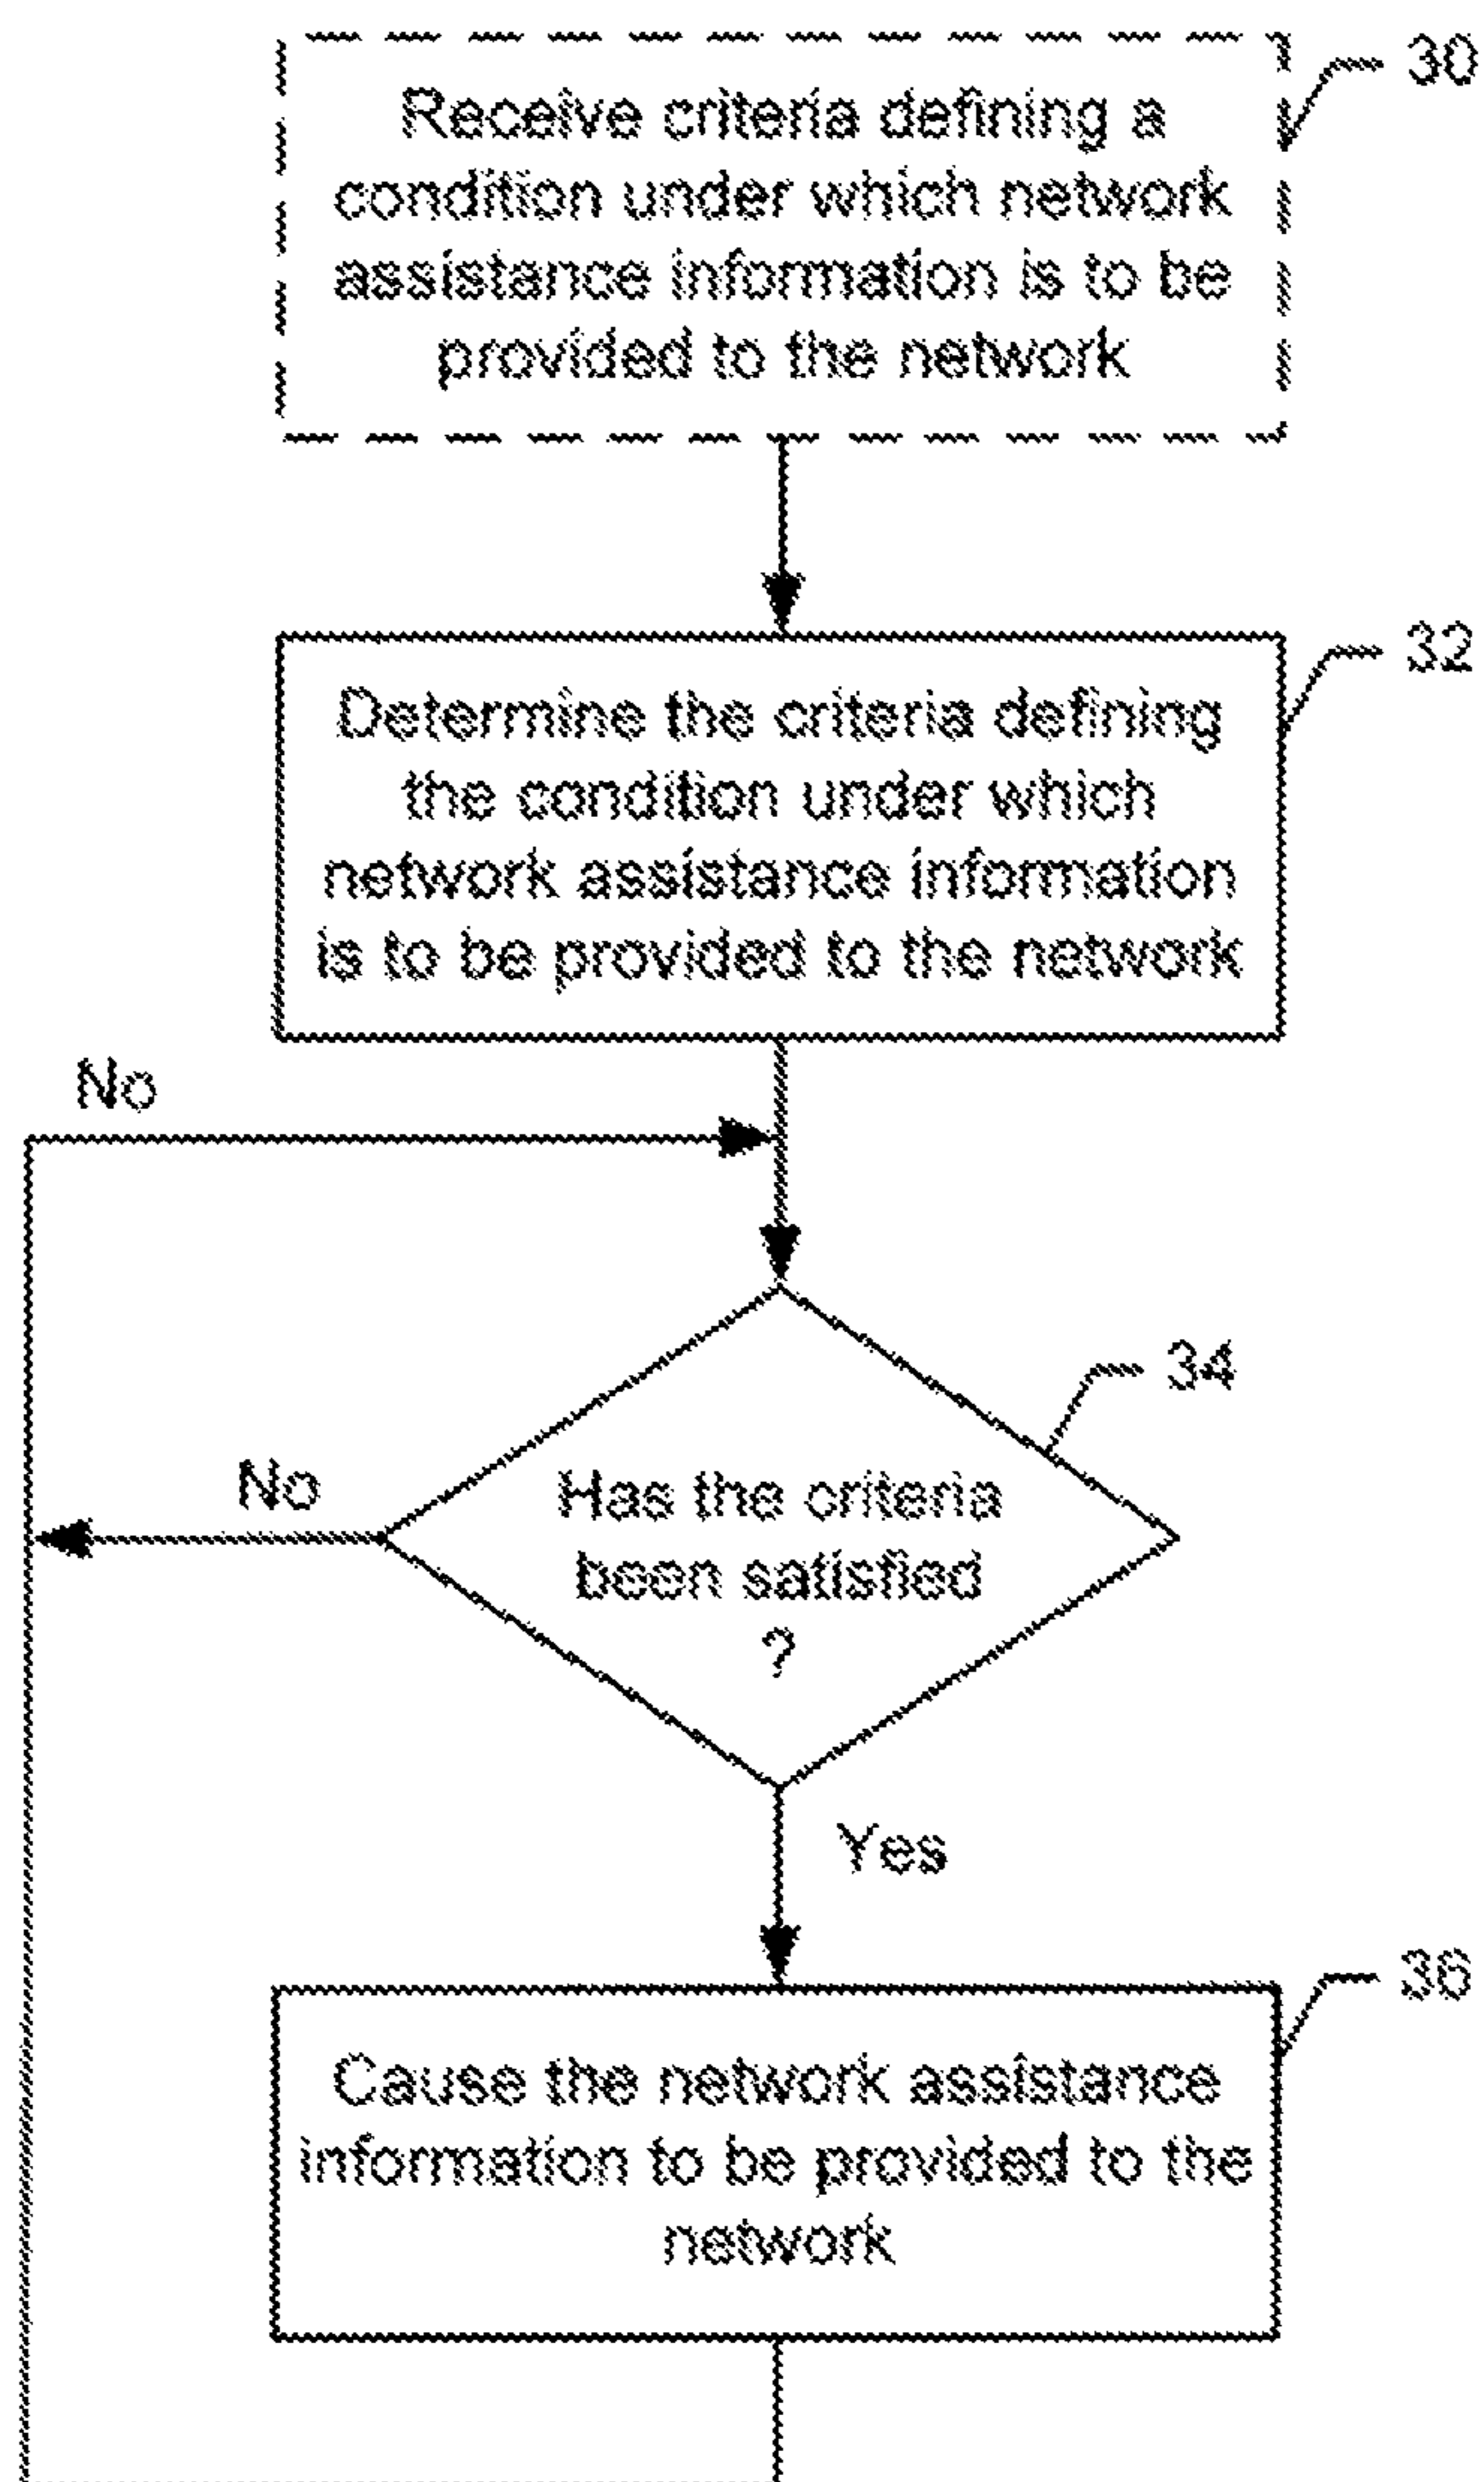 30
Receive criteria defining a
condition under which network
assistance information is to be
provided to the network
32
Determine the criteria defining
the condition under which
network assistance information
is to be provided to the network
No
34
No
Has the criteria
been satisfied
?
Yes
36
Cause the network assistance
information to be provided to the
network